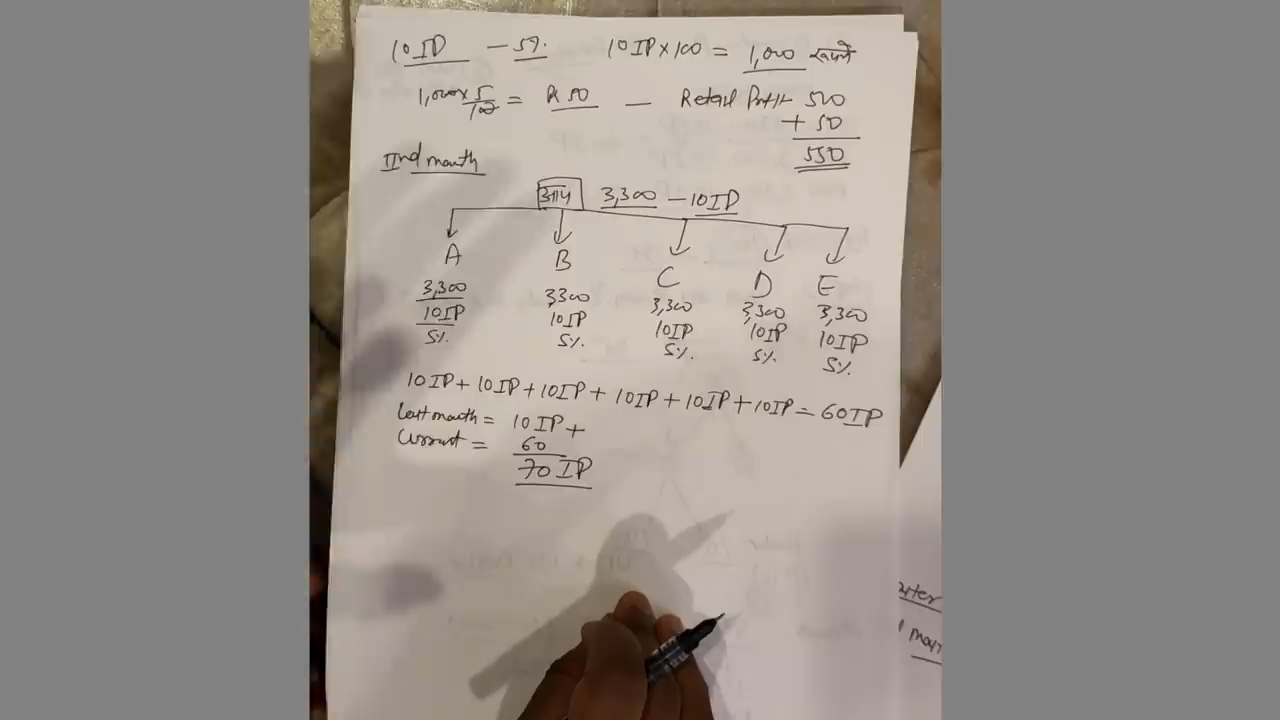 10 IP - 5%. 10 IP x 100 = 1,000 रूपये
1,000 x 5/100 = R 50 - Retail Profit 500
+ 50
550
IInd month
आप 3,300 - 10 IP
A B C D E
3,300 3,300 3,300 3,300 3,300
10 IP 10 IP 10 IP 10 IP 10 IP
5%. 5%. 5%. 5%. 5%.
10 IP + 10 IP + 10 IP + 10 IP + 10 IP + 10 IP = 60 IP
Last month = 10 IP +
Current = 60
70 IP